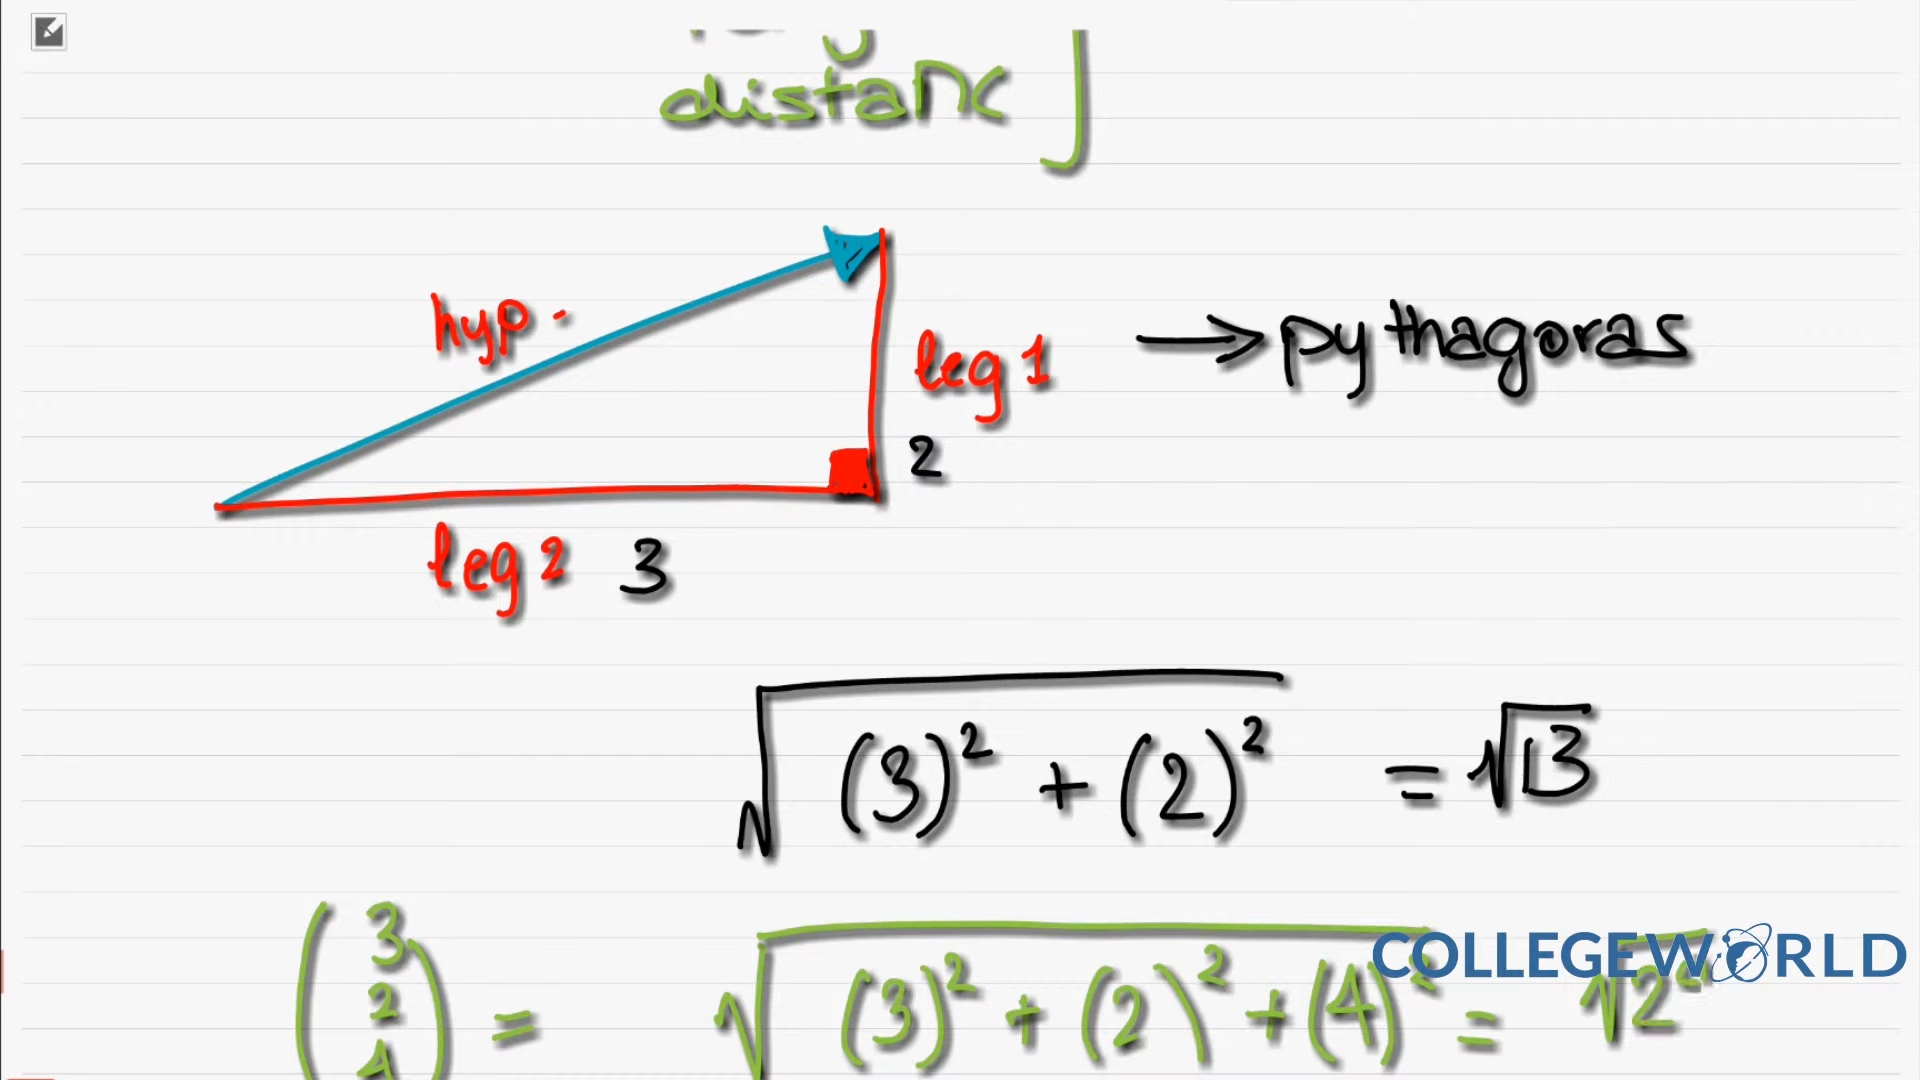 distanc
hyp.
leg 1
→ pythagoras
2
leg 2 3
√(3)² + (2)² = √13
(3
2
4) = √(3)² + (2)² + (4)² = √2
COLLEGEWORLD